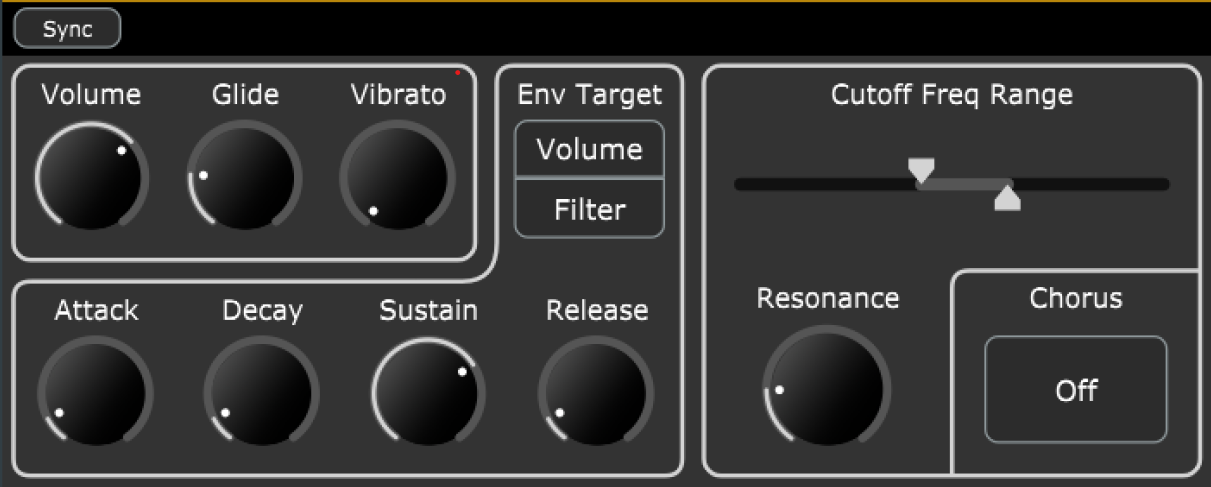 Sync
Volume Glide Vibrato
Env Target
Volume
Filter
Cutoff Freq Range
Attack Decay Sustain Release
Resonance
Chorus
Off